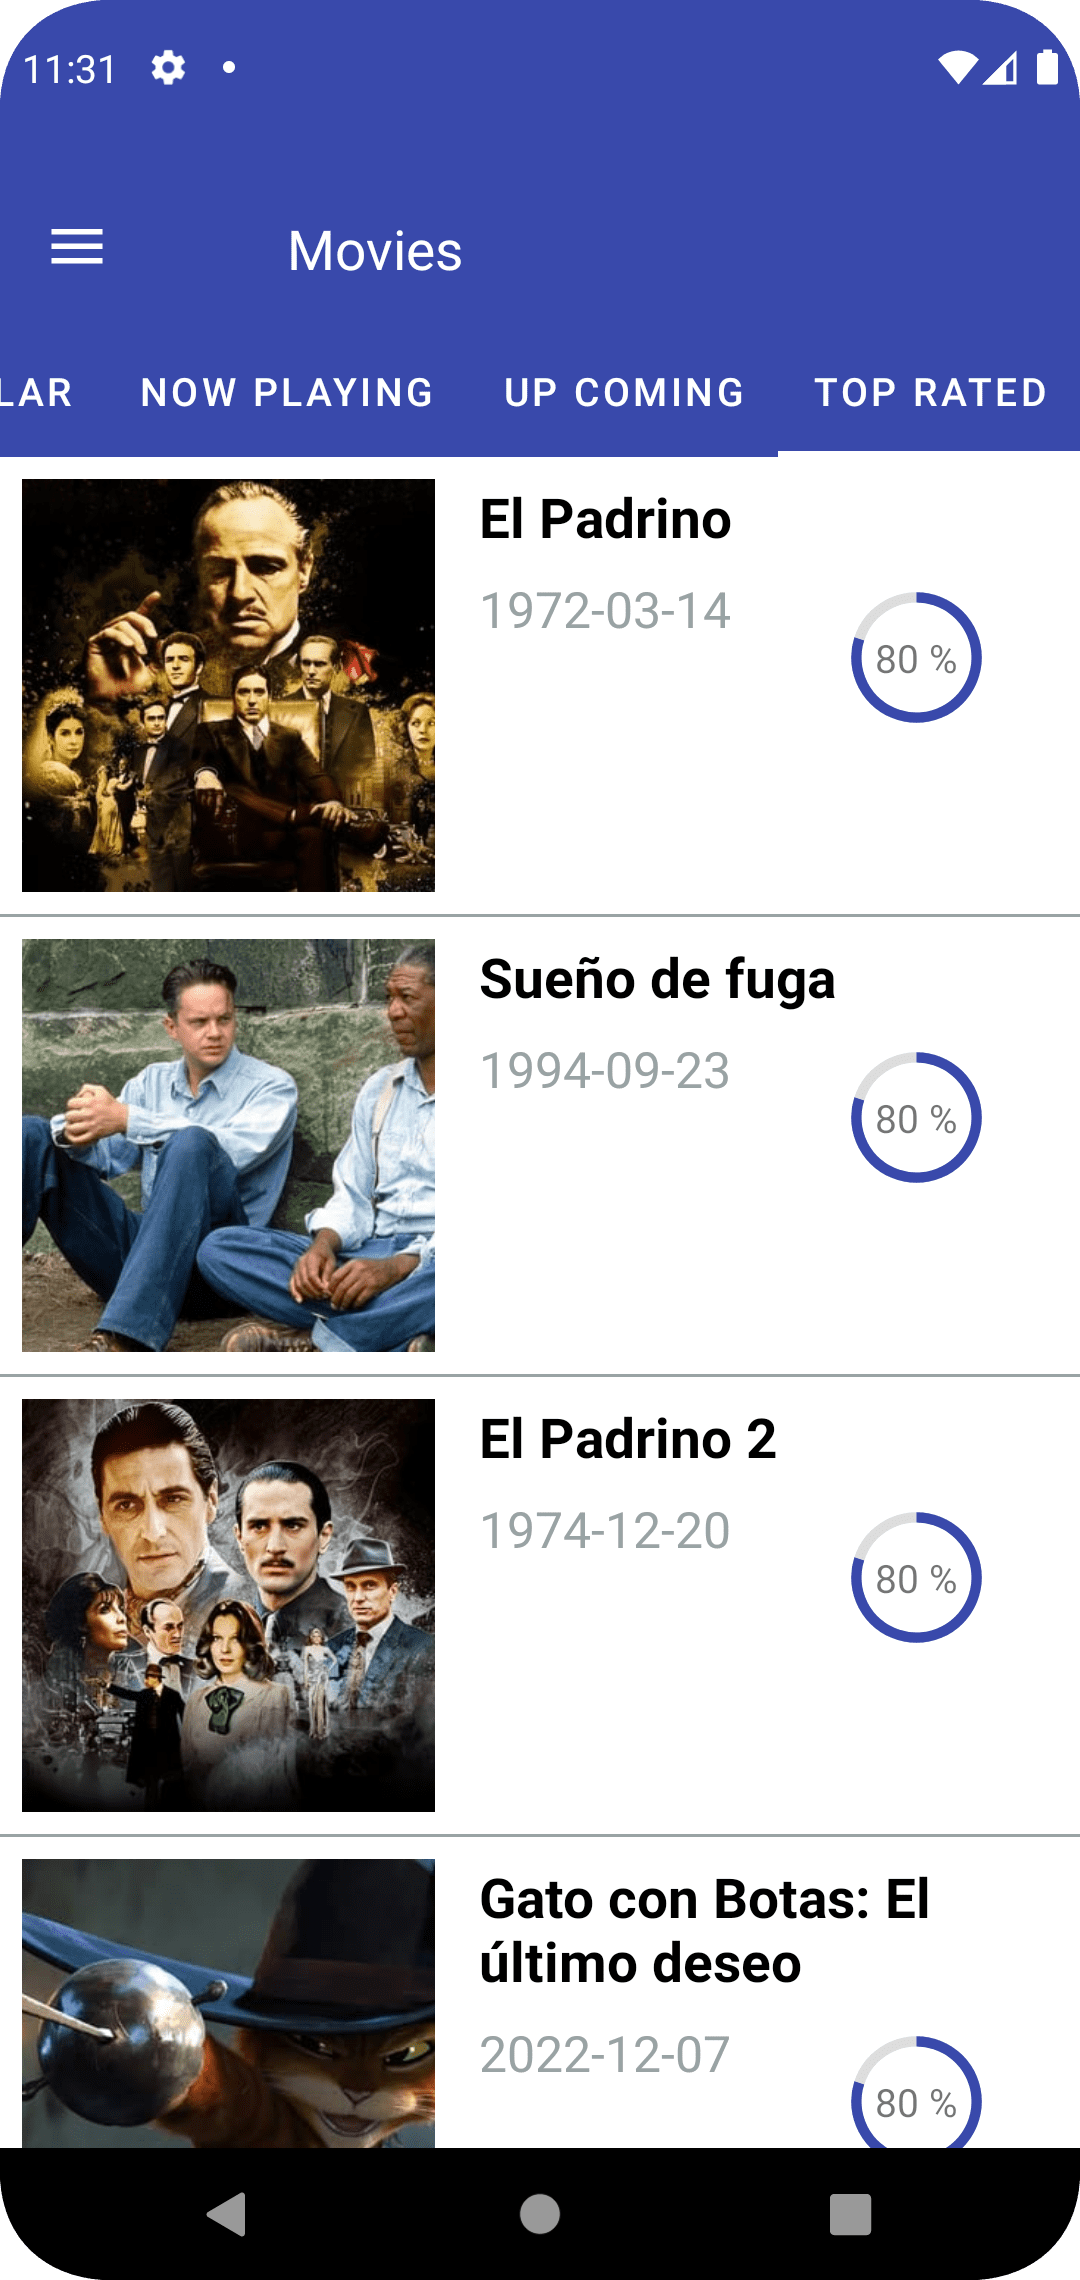 11:31
Movies
LAR NOW PLAYING UP COMING TOP RATED
El Padrino
1972-03-14
80 %
Sueño de fuga
1994-09-23
80 %
El Padrino 2
1974-12-20
80 %
Gato con Botas: El
último deseo
2022-12-07
80 %